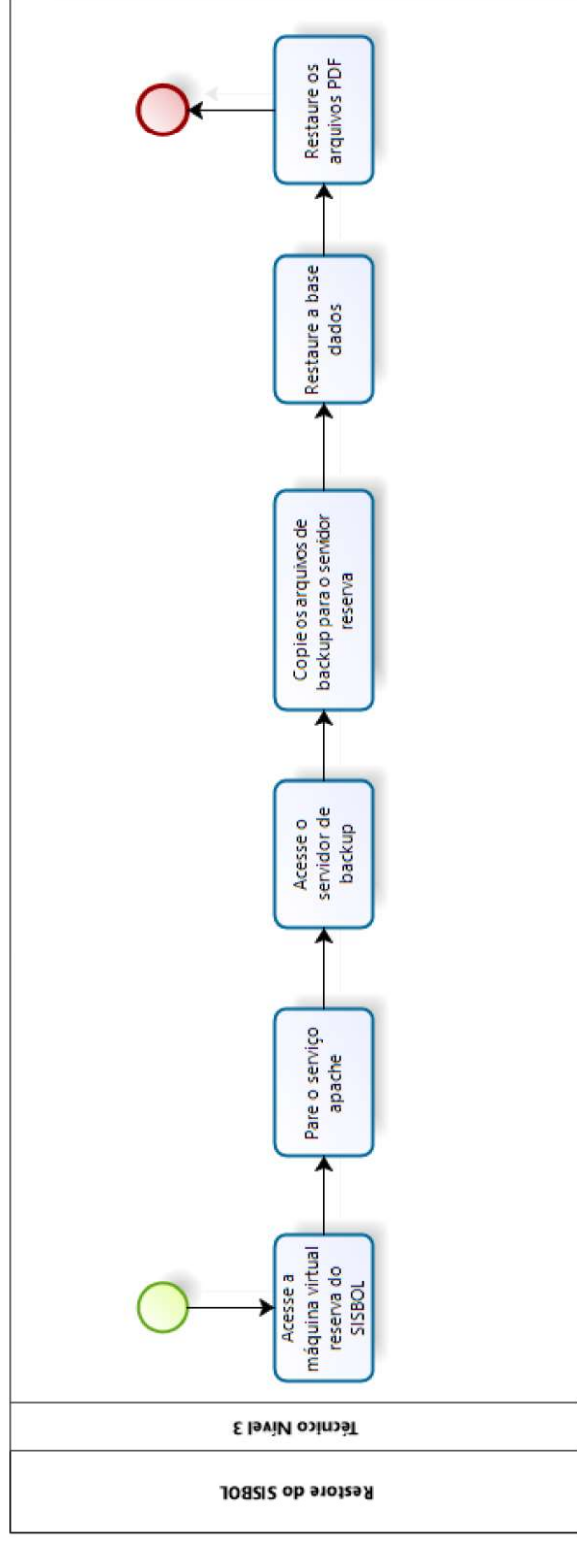 Restore do SISBOL
Técnico Nível 3
Acesse a
máquina virtual
reserva do
SISBOL
Pare o serviço
apache
Acesse o
servidor de
backup
Copie os arquivos de
backup para o servidor
reserva
Restaure a base
dados
Restaure os
arquivos PDF